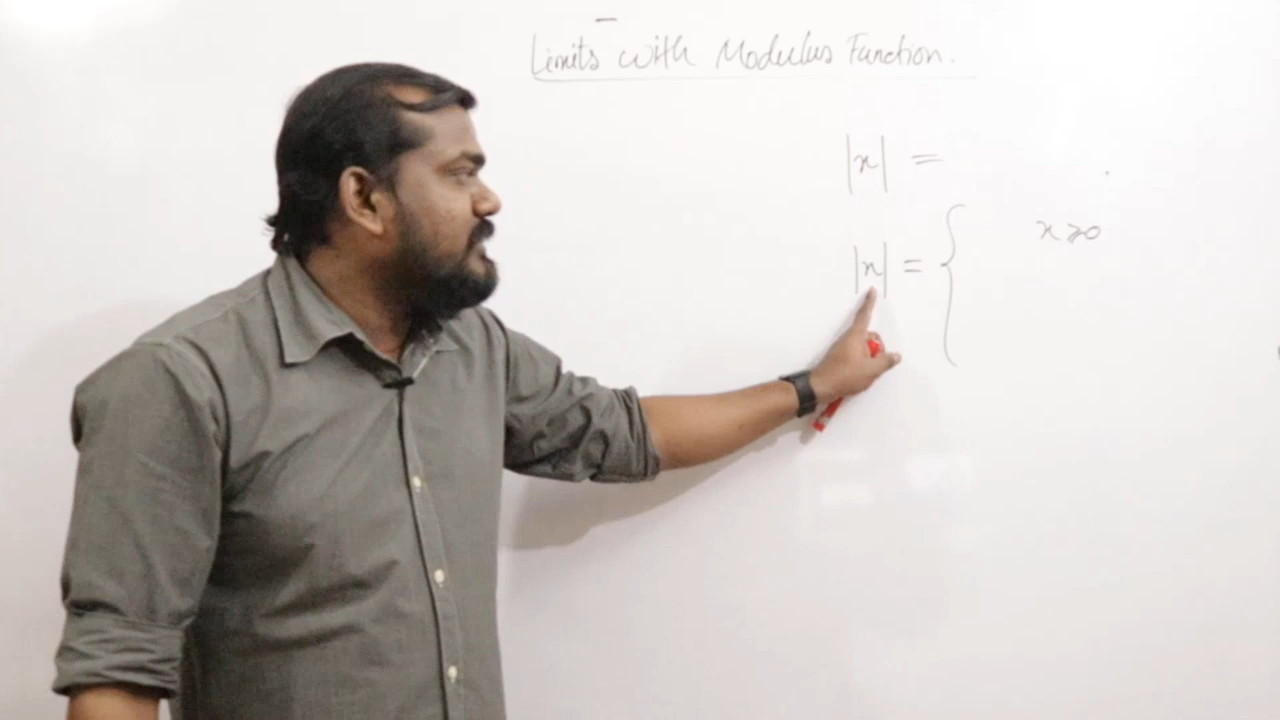 Limits with Modulus Function.
|x| =
x ≥ 0
|x| = {